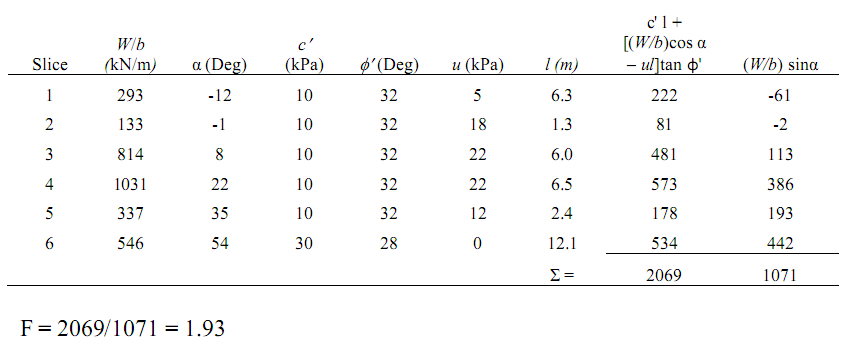 c' l +
W/b c′ [(W/b)cos α
Slice (kN/m) α (Deg) (kPa) ϕ′ (Deg) u (kPa) l (m) − ul]tan ϕ' (W/b) sinα
1 293 -12 10 32 5 6.3 222 -61
2 133 -1 10 32 18 1.3 81 -2
3 814 8 10 32 22 6.0 481 113
4 1031 22 10 32 22 6.5 573 386
5 337 35 10 32 12 2.4 178 193
6 546 54 30 28 0 12.1 534 442
Σ = 2069 1071
F = 2069/1071 = 1.93